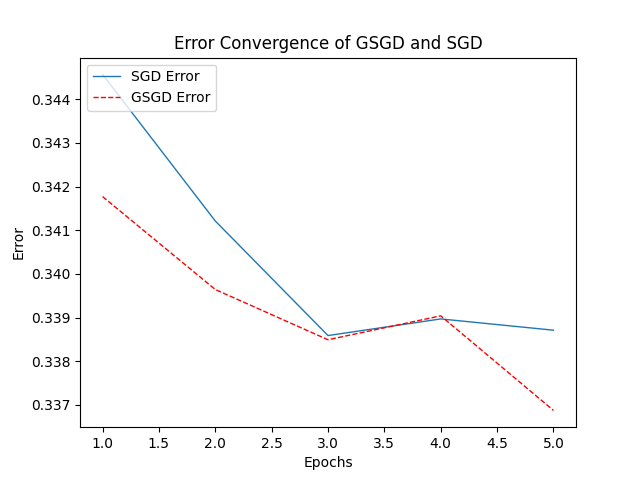 Error Convergence of GSGD and SGD
SGD Error
GSGD Error
Error
0.344
0.343
0.342
0.341
0.340
0.339
0.338
0.337
1.0 1.5 2.0 2.5 3.0 3.5 4.0 4.5 5.0
Epochs